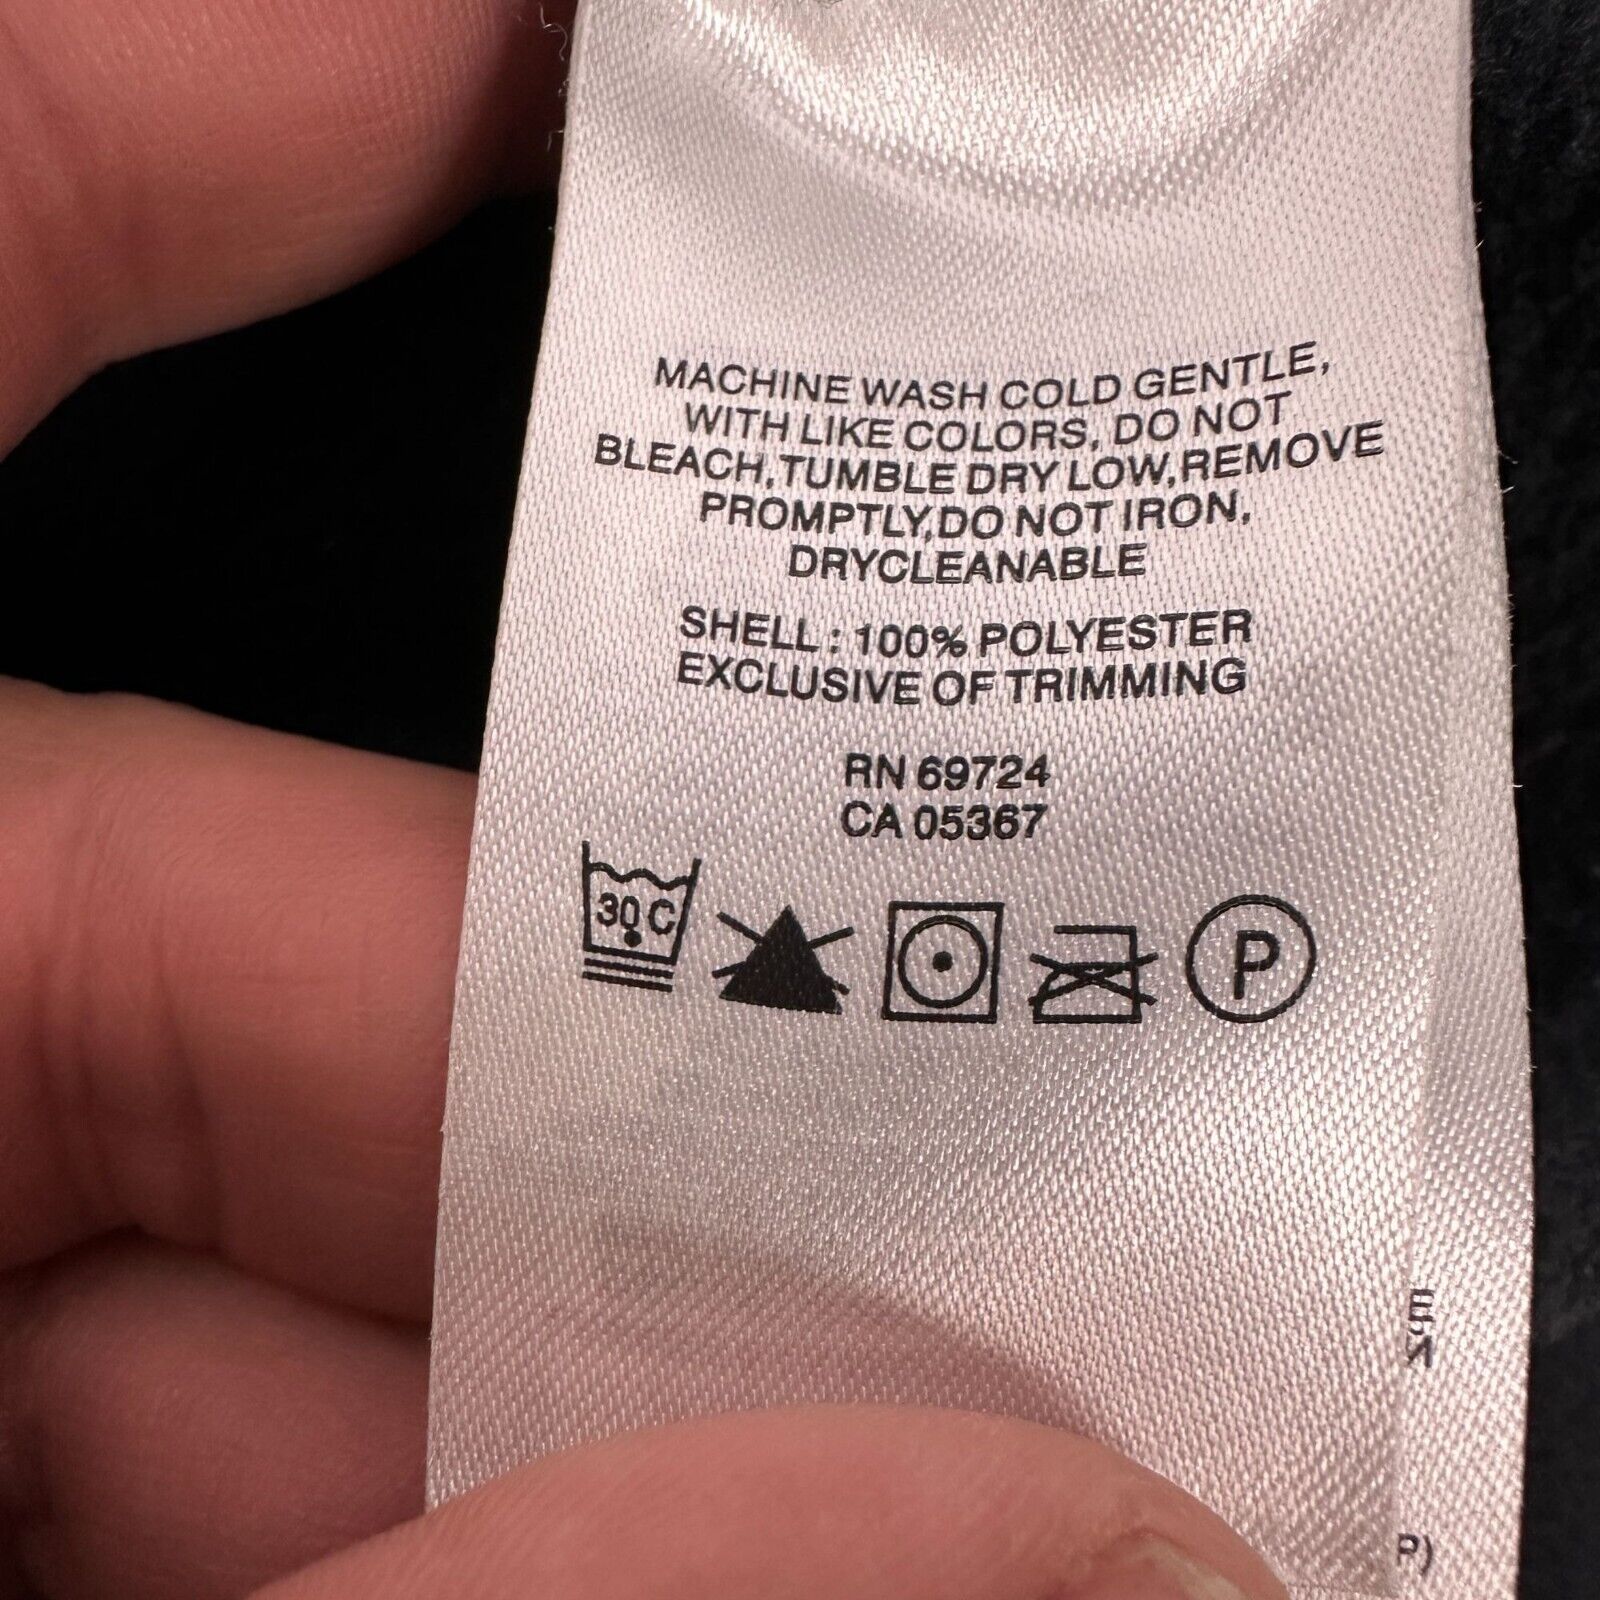 MACHINE WASH COLD GENTLE,
WITH LIKE COLORS, DO NOT
BLEACH,TUMBLE DRY LOW,REMOVE
PROMPTLY,DO NOT IRON,
DRYCLEANABLE
SHELL : 100% POLYESTER
EXCLUSIVE OF TRIMMING
RN 69724
CA 05367
30 C
P